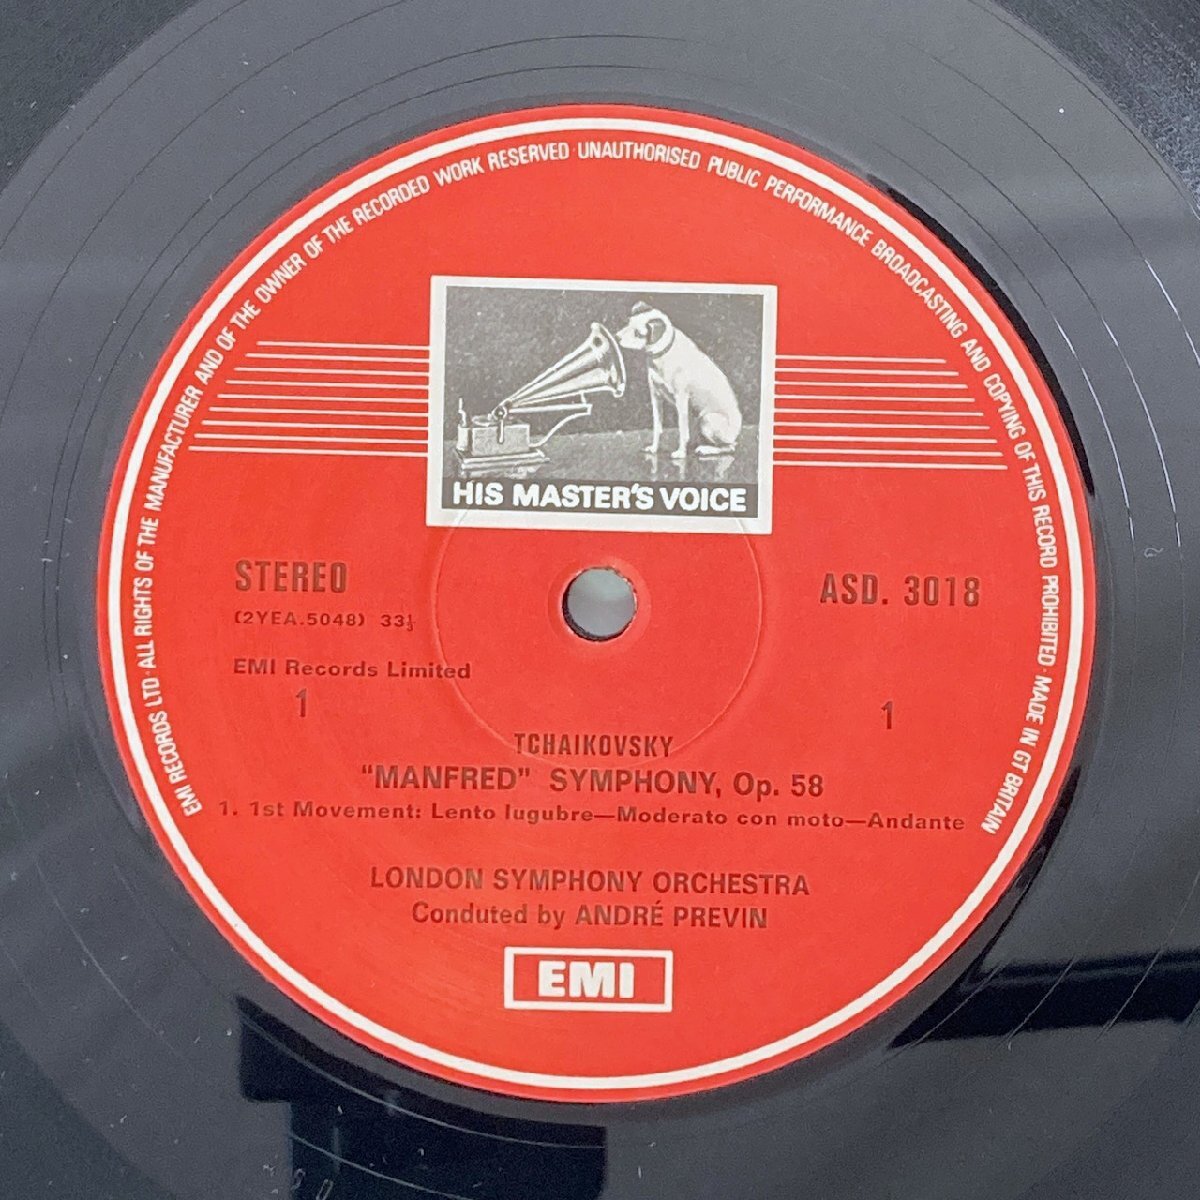 EMI RECORDS LTD · ALL RIGHTS OF THE MANUFACTURER AND OF THE OWNER OF THE RECORDED WORK RESERVED · UNAUTHORISED PUBLIC PERFORMANCE BROADCASTING AND COPYING OF THIS RECORD PROHIBITED · MADE IN GT BRITAIN
HIS MASTER'S VOICE
STEREO
ASD. 3018
(2YEA.5048) 33⅓
EMI Records Limited
1
1
TCHAIKOVSKY
“MANFRED” SYMPHONY, Op. 58
1. 1st Movement: Lento lugubre—Moderato con moto—Andante
LONDON SYMPHONY ORCHESTRA
Conduted by ANDRÉ PREVIN
EMI